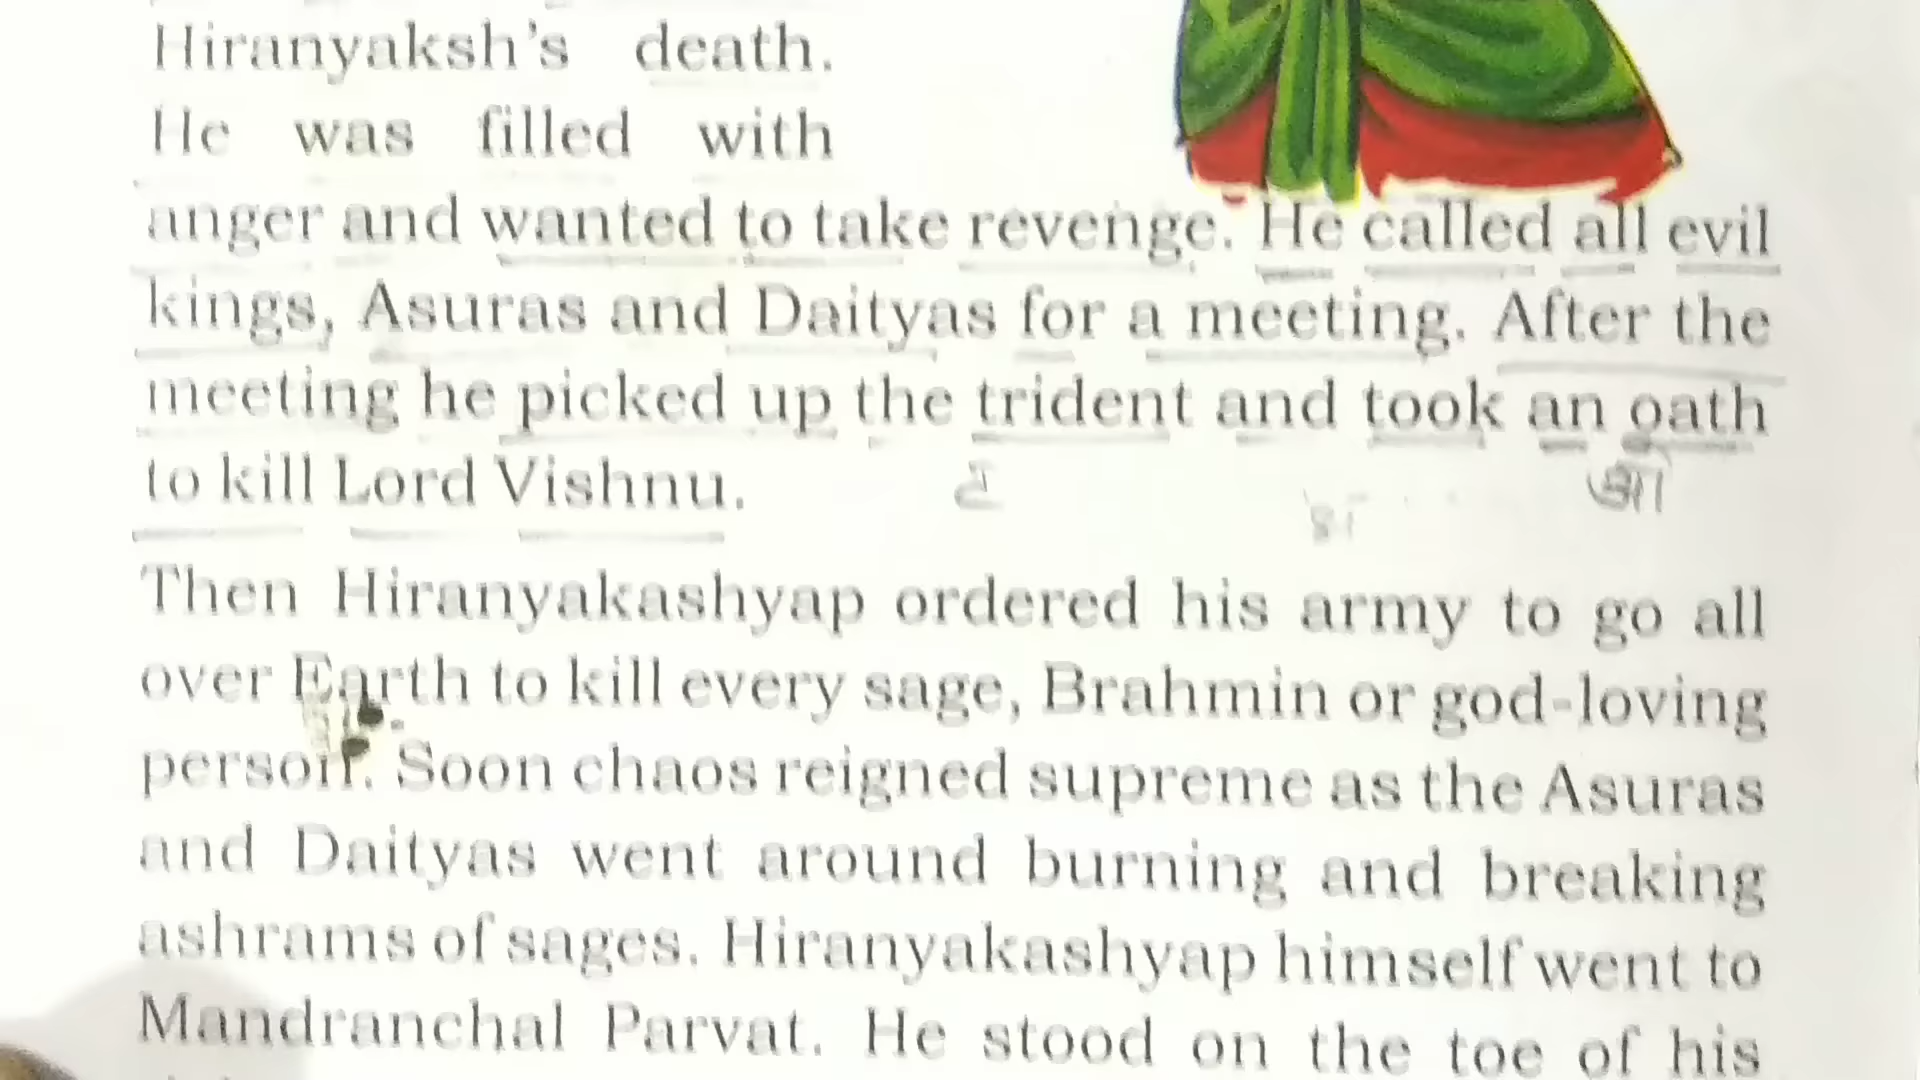 Hiranyaksh's death.
He was filled with
anger and wanted to take revenge. He called all evil
kings, Asuras and Daityas for a meeting. After the
meeting he picked up the trident and took an oath
to kill Lord Vishnu.
ओ
Then Hiranyakashyap ordered his army to go all
over Earth to kill every sage, Brahmin or god-loving
person. Soon chaos reigned supreme as the Asuras
and Daityas went around burning and breaking
ashrams of sages. Hiranyakashyap himself went to
Mandranchal Parvat. He stood on the toe of his